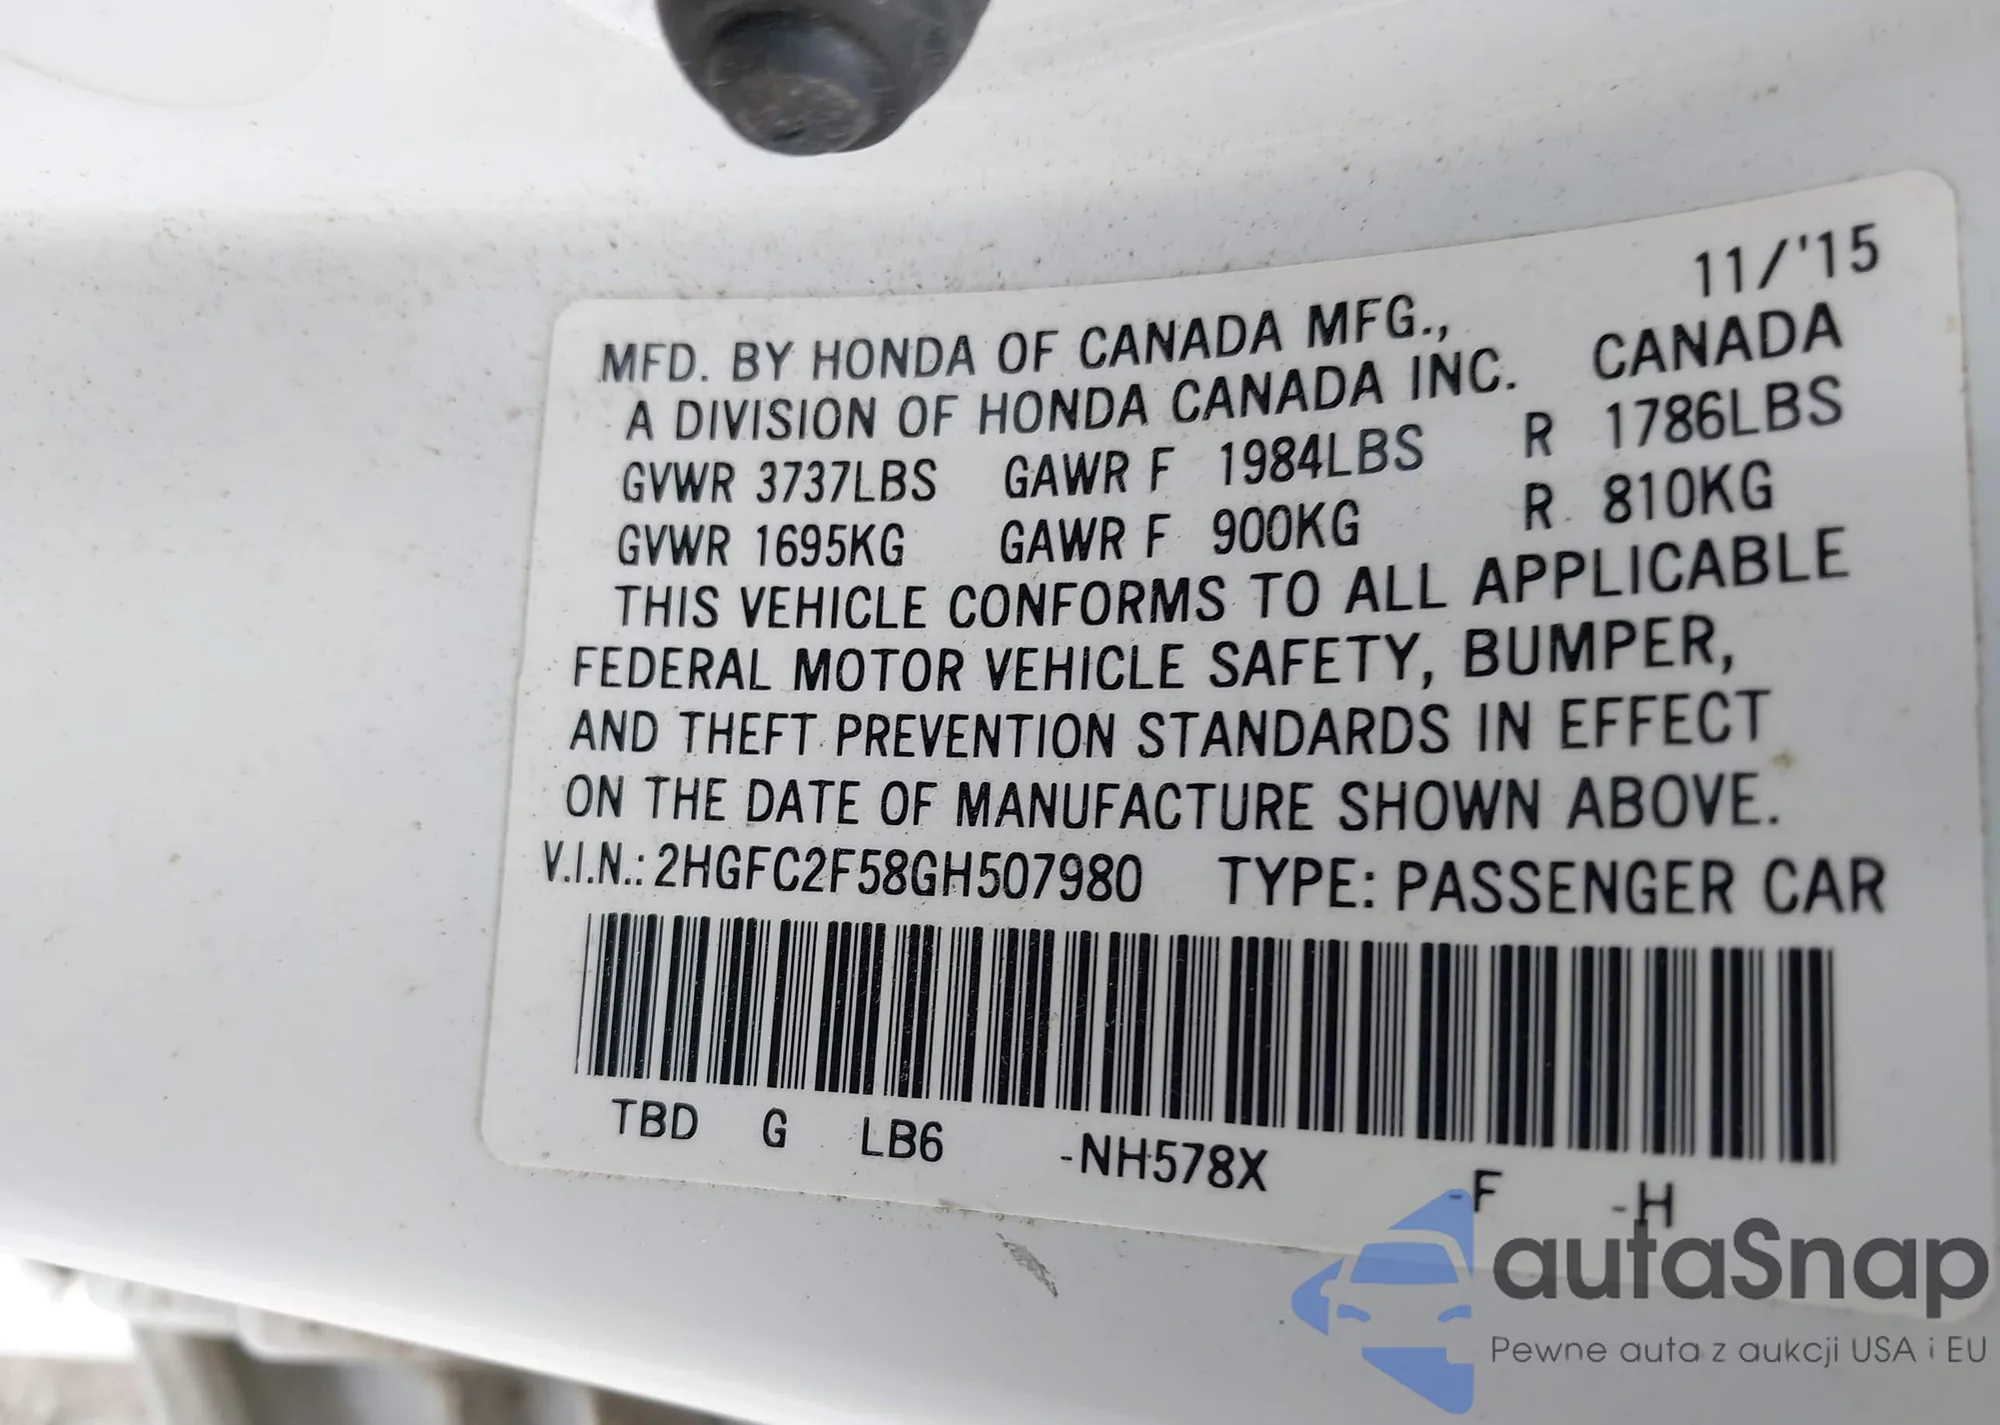 11/'15
MFD. BY HONDA OF CANADA MFG.,
A DIVISION OF HONDA CANADA INC. CANADA
GVWR 3737LBS GAWR F 1984LBS R 1786LBS
GVWR 1695KG GAWR F 900KG R 810KG
THIS VEHICLE CONFORMS TO ALL APPLICABLE
FEDERAL MOTOR VEHICLE SAFETY, BUMPER,
AND THEFT PREVENTION STANDARDS IN EFFECT
ON THE DATE OF MANUFACTURE SHOWN ABOVE.
V.I.N.: 2HGFC2F58GH507980 TYPE: PASSENGER CAR
TBD G LB6 -NH578X -F -H
autaSnap
Pewne auta z aukcji USA i EU